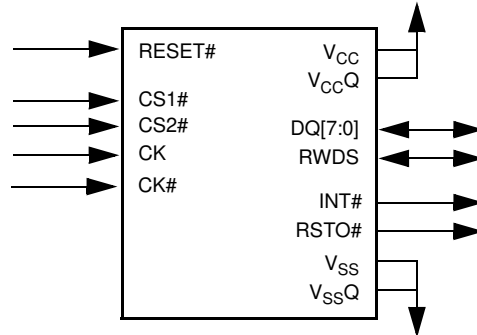 RESET#
CS1#
CS2#
CK
CK#
VCC
VCCQ
DQ[7:0]
RWDS
INT#
RSTO#
VSS
VSSQ